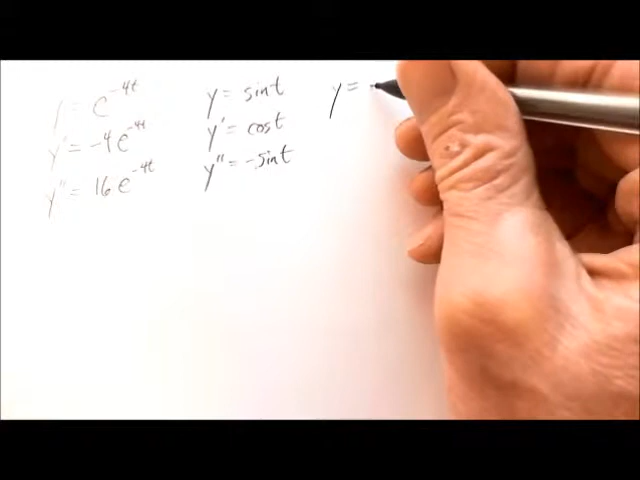 y = e^{-4t}
y' = -4e^{-4t}
y'' = 16e^{-4t}
y = sint
y' = cost
y'' = -sint
y =